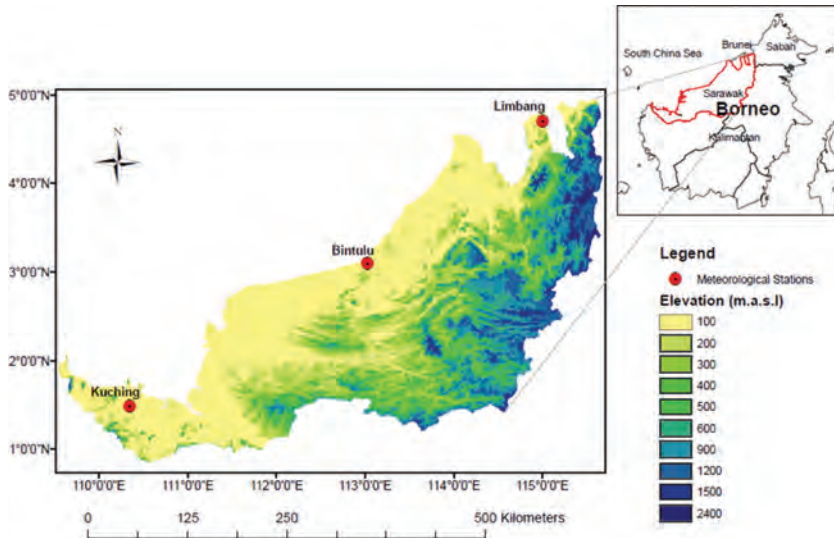 South China Sea
Brunei
Sabah
Sarawak
Borneo
Kalimantan
5°0'0"N
4°0'0"N
3°0'0"N
2°0'0"N
1°0'0"N
N
Limbang
Bintulu
Kuching
110°0'0"E 111°0'0"E 112°0'0"E 113°0'0"E 114°0'0"E 115°0'0"E
0 125 250 500 Kilometers
Legend
Meteorological Stations
Elevation (m.a.s.l)
100
200
300
400
500
600
900
1200
1500
2400